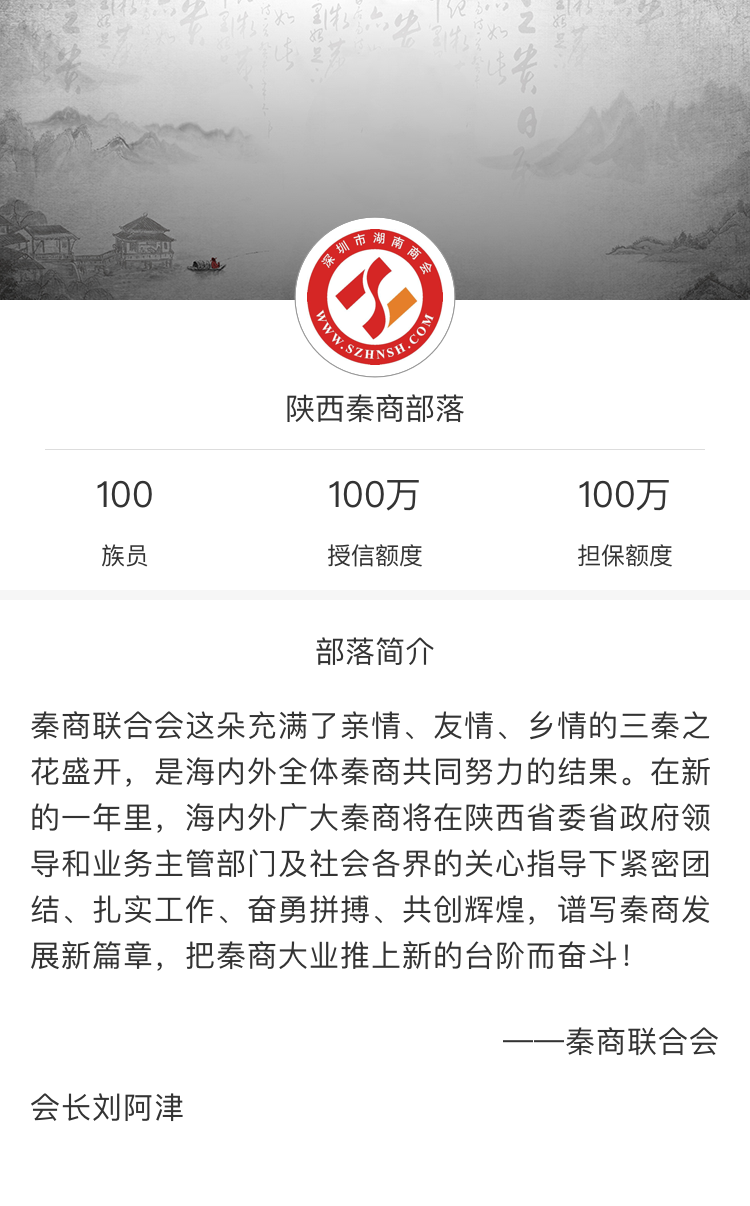 深圳市湖南商会
WWW.SZHNSH.COM
陕西秦商部落
100
100万
100万
族员
授信额度
担保额度
部落简介
秦商联合会这朵充满了亲情、友情、乡情的三秦之
花盛开，是海内外全体秦商共同努力的结果。在新
的一年里，海内外广大秦商将在陕西省委省政府领
导和业务主管部门及社会各界的关心指导下紧密团
结、扎实工作、奋勇拼搏、共创辉煌，谱写秦商发
展新篇章，把秦商大业推上新的台阶而奋斗！
——秦商联合会
会长刘阿津